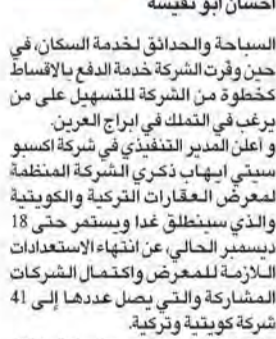 احسان ابو نفيسة
السباحة والحدائق لخدمة السكان، في
حين وفرت الشركة خدمة الدفع بالاقساط
كخطوة من الشركة للتسهيل على من
يرغب في التملك في ابراج العرين.
و أعلن المدير التنفيذي في شركة اكسبو
سيتي ايهاب ذكري الشركة المنظمة
لمعرض العقارات التركية والكويتية
والذي سينطلق غدا ويستمر حتى 18
ديسمبر الحالي، عن انتهاء الاستعدادات
اللازمة للمعرض واكتمال الشركات
المشاركة والتي يصل عددها إلى 41
شركة كويتية وتركية.